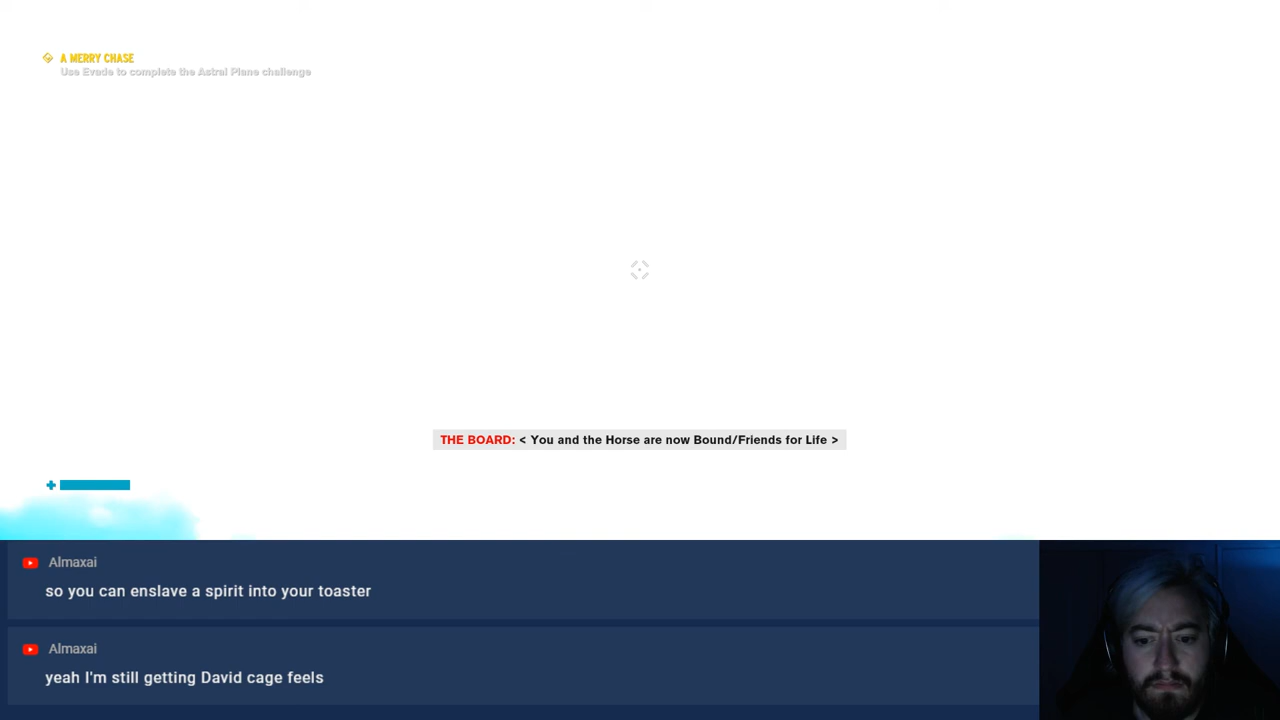 A MERRY CHASE
Use Evade to complete the Astral Plane challenge
THE BOARD: < You and the Horse are now Bound/Friends for Life >
Almaxai
so you can enslave a spirit into your toaster
Almaxai
yeah I'm still getting David cage feels